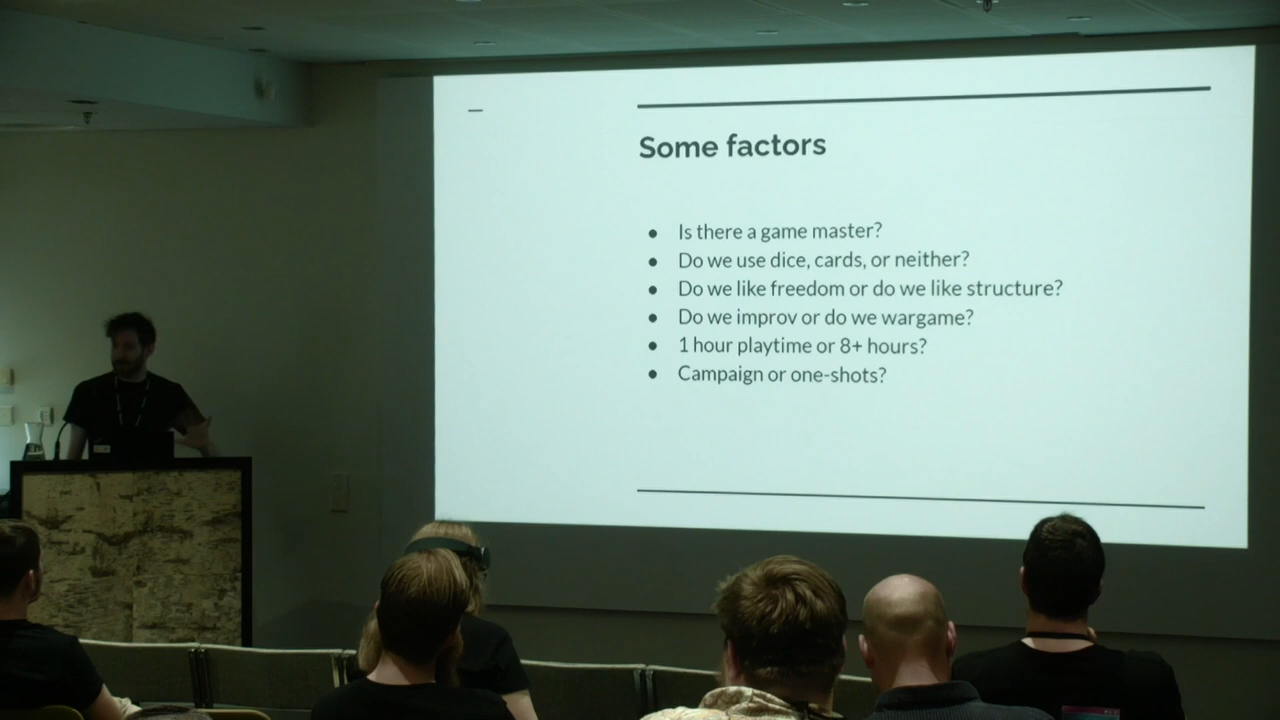 Some factors
● Is there a game master?
● Do we use dice, cards, or neither?
● Do we like freedom or do we like structure?
● Do we improv or do we wargame?
● 1 hour playtime or 8+ hours?
● Campaign or one-shots?